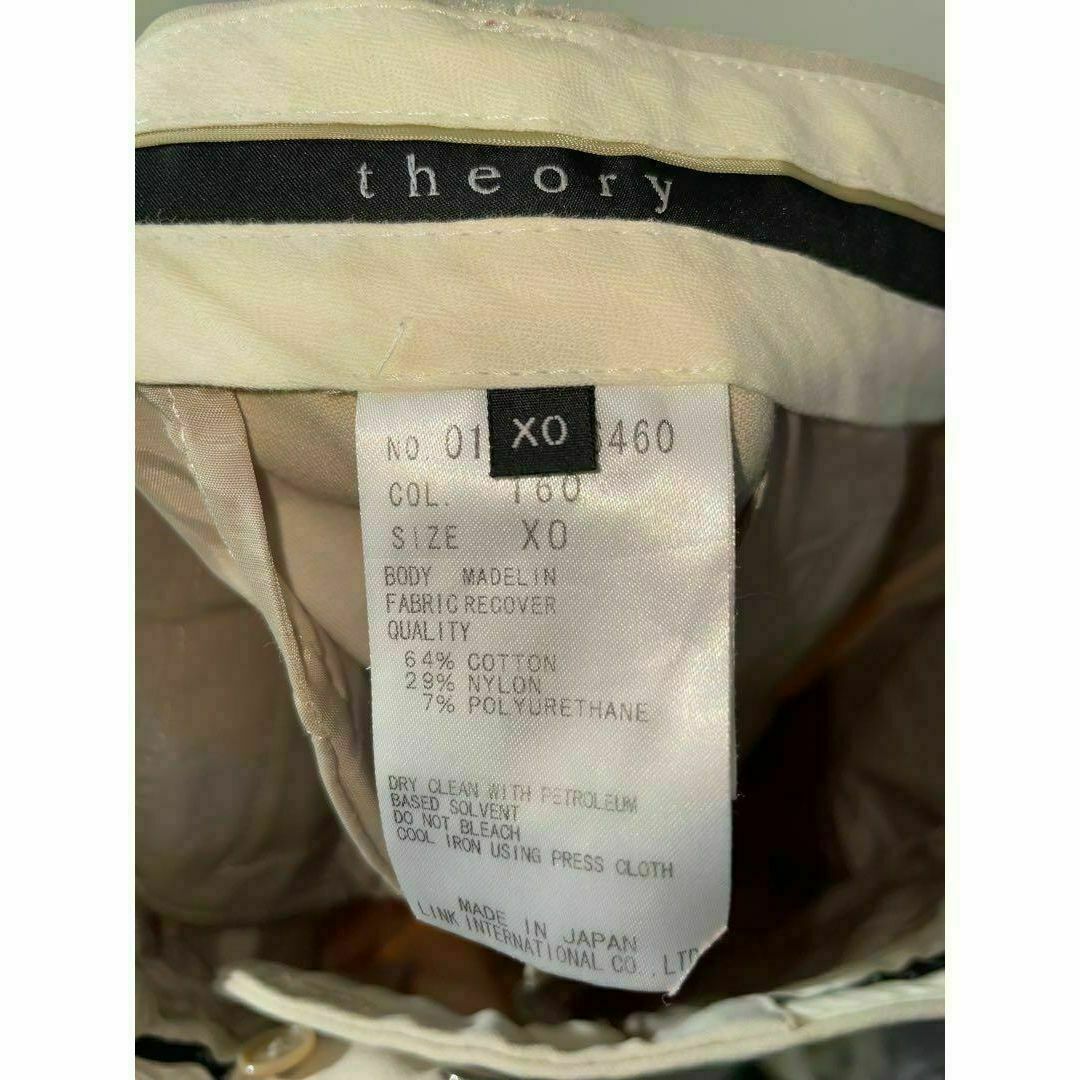 theory
XO
NO. 01 460
COL. 160
SIZE XO
BODY MADELIN
FABRIC RECOVER
QUALITY
64% COTTON
29% NYLON
7% POLYURETHANE
DRY CLEAN WITH PETROLEUM
BASED SOLVENT
DO NOT BLEACH
COOL IRON USING PRESS CLOTH
MADE IN JAPAN
LINK INTERNATIONAL CO.,LTD